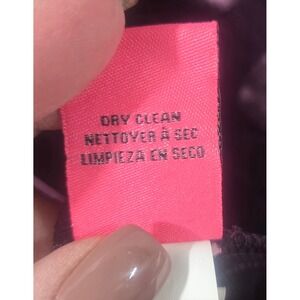 DRY CLEAN
NETTOYER À SEC
LIMPIEZA EN SECO